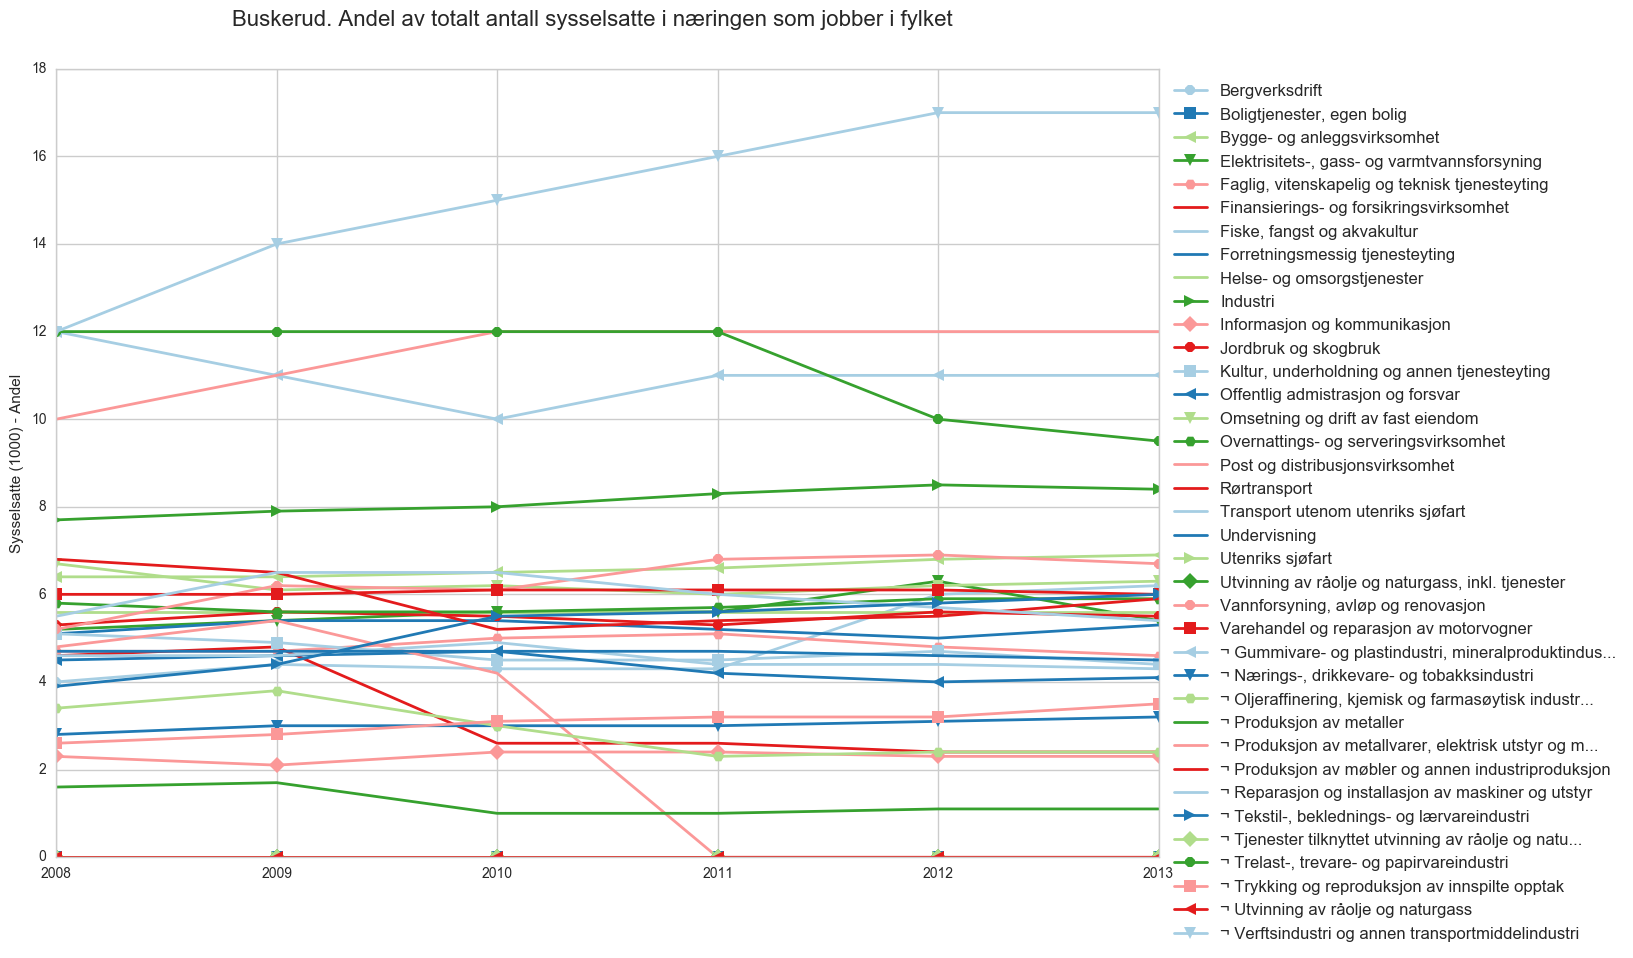 Buskerud. Andel av totalt antall sysselsatte i næringen som jobber i fylket
18
16
14
12
10
8
6
4
2
0
Sysselsatte (1000) - Andel
2008
2009
2010
2011
2012
2013
Bergverksdrift
Boligtjenester, egen bolig
Bygge- og anleggsvirksomhet
Elektrisitets-, gass- og varmtvannsforsyning
Faglig, vitenskapelig og teknisk tjenesteyting
Finansierings- og forsikringsvirksomhet
Fiske, fangst og akvakultur
Forretningsmessig tjenesteyting
Helse- og omsorgstjenester
Industri
Informasjon og kommunikasjon
Jordbruk og skogbruk
Kultur, underholdning og annen tjenesteyting
Offentlig admistrasjon og forsvar
Omsetning og drift av fast eiendom
Overnattings- og serveringsvirksomhet
Post og distribusjonsvirksomhet
Rørtransport
Transport utenom utenriks sjøfart
Undervisning
Utenriks sjøfart
Utvinning av råolje og naturgass, inkl. tjenester
Vannforsyning, avløp og renovasjon
Varehandel og reparasjon av motorvogner
¬ Gummivare- og plastindustri, mineralproduktindus...
¬ Nærings-, drikkevare- og tobakksindustri
¬ Oljeraffinering, kjemisk og farmasøytisk industr...
¬ Produksjon av metaller
¬ Produksjon av metallvarer, elektrisk utstyr og m...
¬ Produksjon av møbler og annen industriproduksjon
¬ Reparasjon og installasjon av maskiner og utstyr
¬ Tekstil-, beklednings- og lærvareindustri
¬ Tjenester tilknyttet utvinning av råolje og natu...
¬ Trelast-, trevare- og papirvareindustri
¬ Trykking og reproduksjon av innspilte opptak
¬ Utvinning av råolje og naturgass
¬ Verftsindustri og annen transportmiddelindustri